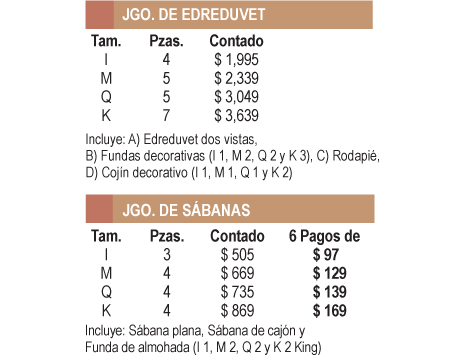 JGO. DE EDREDUVET
Tam. Pzas. Contado
I 4 $ 1,995
M 5 $ 2,339
Q 5 $ 3,049
K 7 $ 3,639
Incluye: A) Edreduvet dos vistas,
B) Fundas decorativas (I 1, M 2, Q 2 y K 3), C) Rodapié,
D) Cojín decorativo (I 1, M 1, Q 1 y K 2)
JGO. DE SÁBANAS
Tam. Pzas. Contado 6 Pagos de
I 3 $ 505 $ 97
M 4 $ 669 $ 129
Q 4 $ 735 $ 139
K 4 $ 869 $ 169
Incluye: Sábana plana, Sábana de cajón y
Funda de almohada (I 1, M 2, Q 2 y K 2 King)